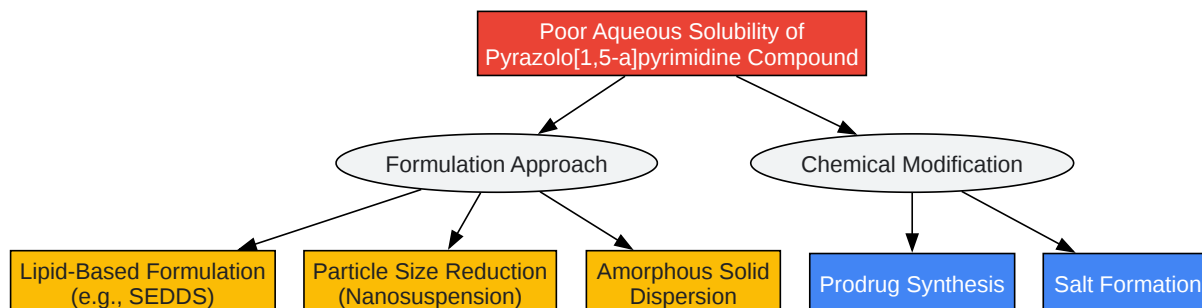 Poor Aqueous Solubility of
Pyrazolo[1,5-a]pyrimidine Compound
Formulation Approach
Chemical Modification
Lipid-Based Formulation
(e.g., SEDDS)
Particle Size Reduction
(Nanosuspension)
Amorphous Solid
Dispersion
Prodrug Synthesis
Salt Formation